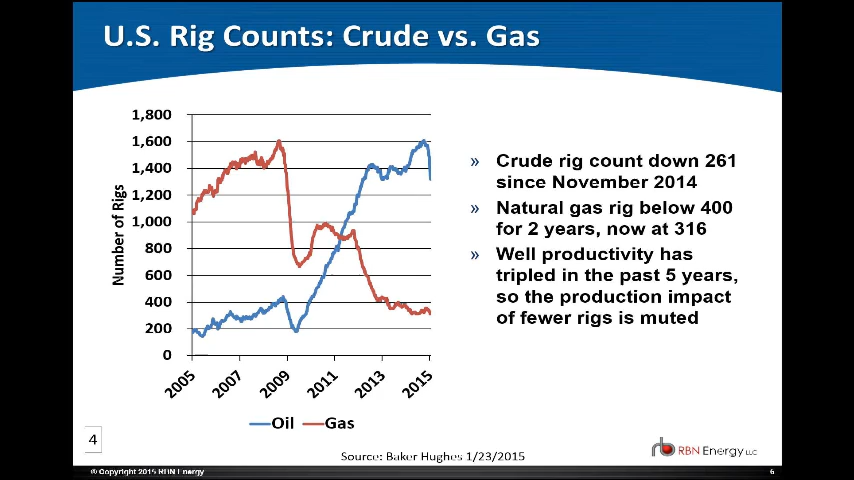 U.S. Rig Counts: Crude vs. Gas
1,800
1,600
1,400
1,200
1,000
800
600
400
200
0
Number of Rigs
2005
2007
2009
2011
2013
2015
Oil
Gas
» Crude rig count down 261
since November 2014
» Natural gas rig below 400
for 2 years, now at 316
» Well productivity has
tripled in the past 5 years,
so the production impact
of fewer rigs is muted
4
Source: Baker Hughes 1/23/2015
RBN Energy LLC
© Copyright 2015 RBN Energy
6